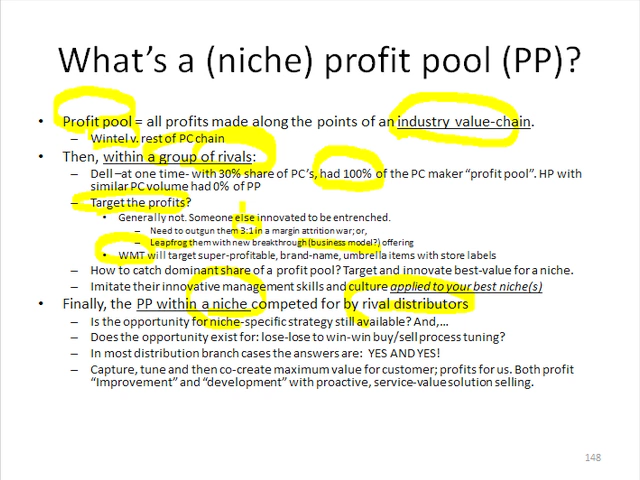 What's a (niche) profit pool (PP)?
• Profit pool = all profits made along the points of an industry value-chain.
– Wintel v. rest of PC chain
• Then, within a group of rivals:
– Dell –at one time- with 30% share of PC's, had 100% of the PC maker “profit pool”. HP with
similar PC volume had 0% of PP
– Target the profits?
• Generally not. Someone else innovated to be entrenched.
– Need to outgun them 3:1 in a margin attrition war; or,
– Leapfrog them with new breakthrough (business model?) offering
• WMT will target super-profitable, brand-name, umbrella items with store labels
– How to catch dominant share of a profit pool? Target and innovate best-value for a niche.
– Imitate their innovative management skills and culture applied to your best niche(s)
• Finally, the PP within a niche competed for by rival distributors
– Is the opportunity for niche-specific strategy still available? And,...
– Does the opportunity exist for: lose-lose to win-win buy/sell process tuning?
– In most distribution branch cases the answers are: YES AND YES!
– Capture, tune and then co-create maximum value for customer; profits for us. Both profit
“Improvement” and “development” with proactive, service-value solution selling.
148